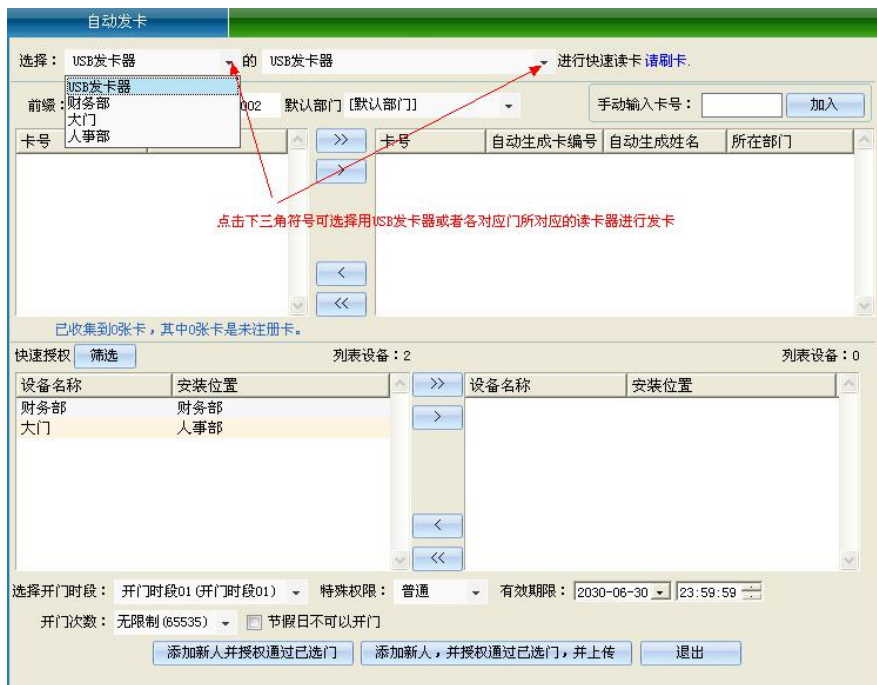 自动发卡
选择： USB发卡器 的 USB发卡器 进行快速读卡 请刷卡.
USB发卡器
财务部
大门
人事部
前缀： 002 默认部门 [默认部门] 手动输入卡号： 加入
卡号 >> 卡号 自动生成卡编号 自动生成姓名 所在部门
>
点击下三角符号可选择用USB发卡器或者各对应门所对应的读卡器进行发卡
<
<<
已收集到0张卡，其中0张卡是未注册卡。
快速授权 筛选 列表设备：2 列表设备：0
设备名称 安装位置 >> 设备名称 安装位置
财务部 财务部
>
大门 人事部
<
<<
选择开门时段： 开门时段01 (开门时段01) 特殊权限： 普通 有效期限： 2030-06-30 23:59:59
开门次数： 无限制(65535) 节假日不可以开门
添加新人并授权通过已选门 添加新人，并授权通过已选门，并上传 退出